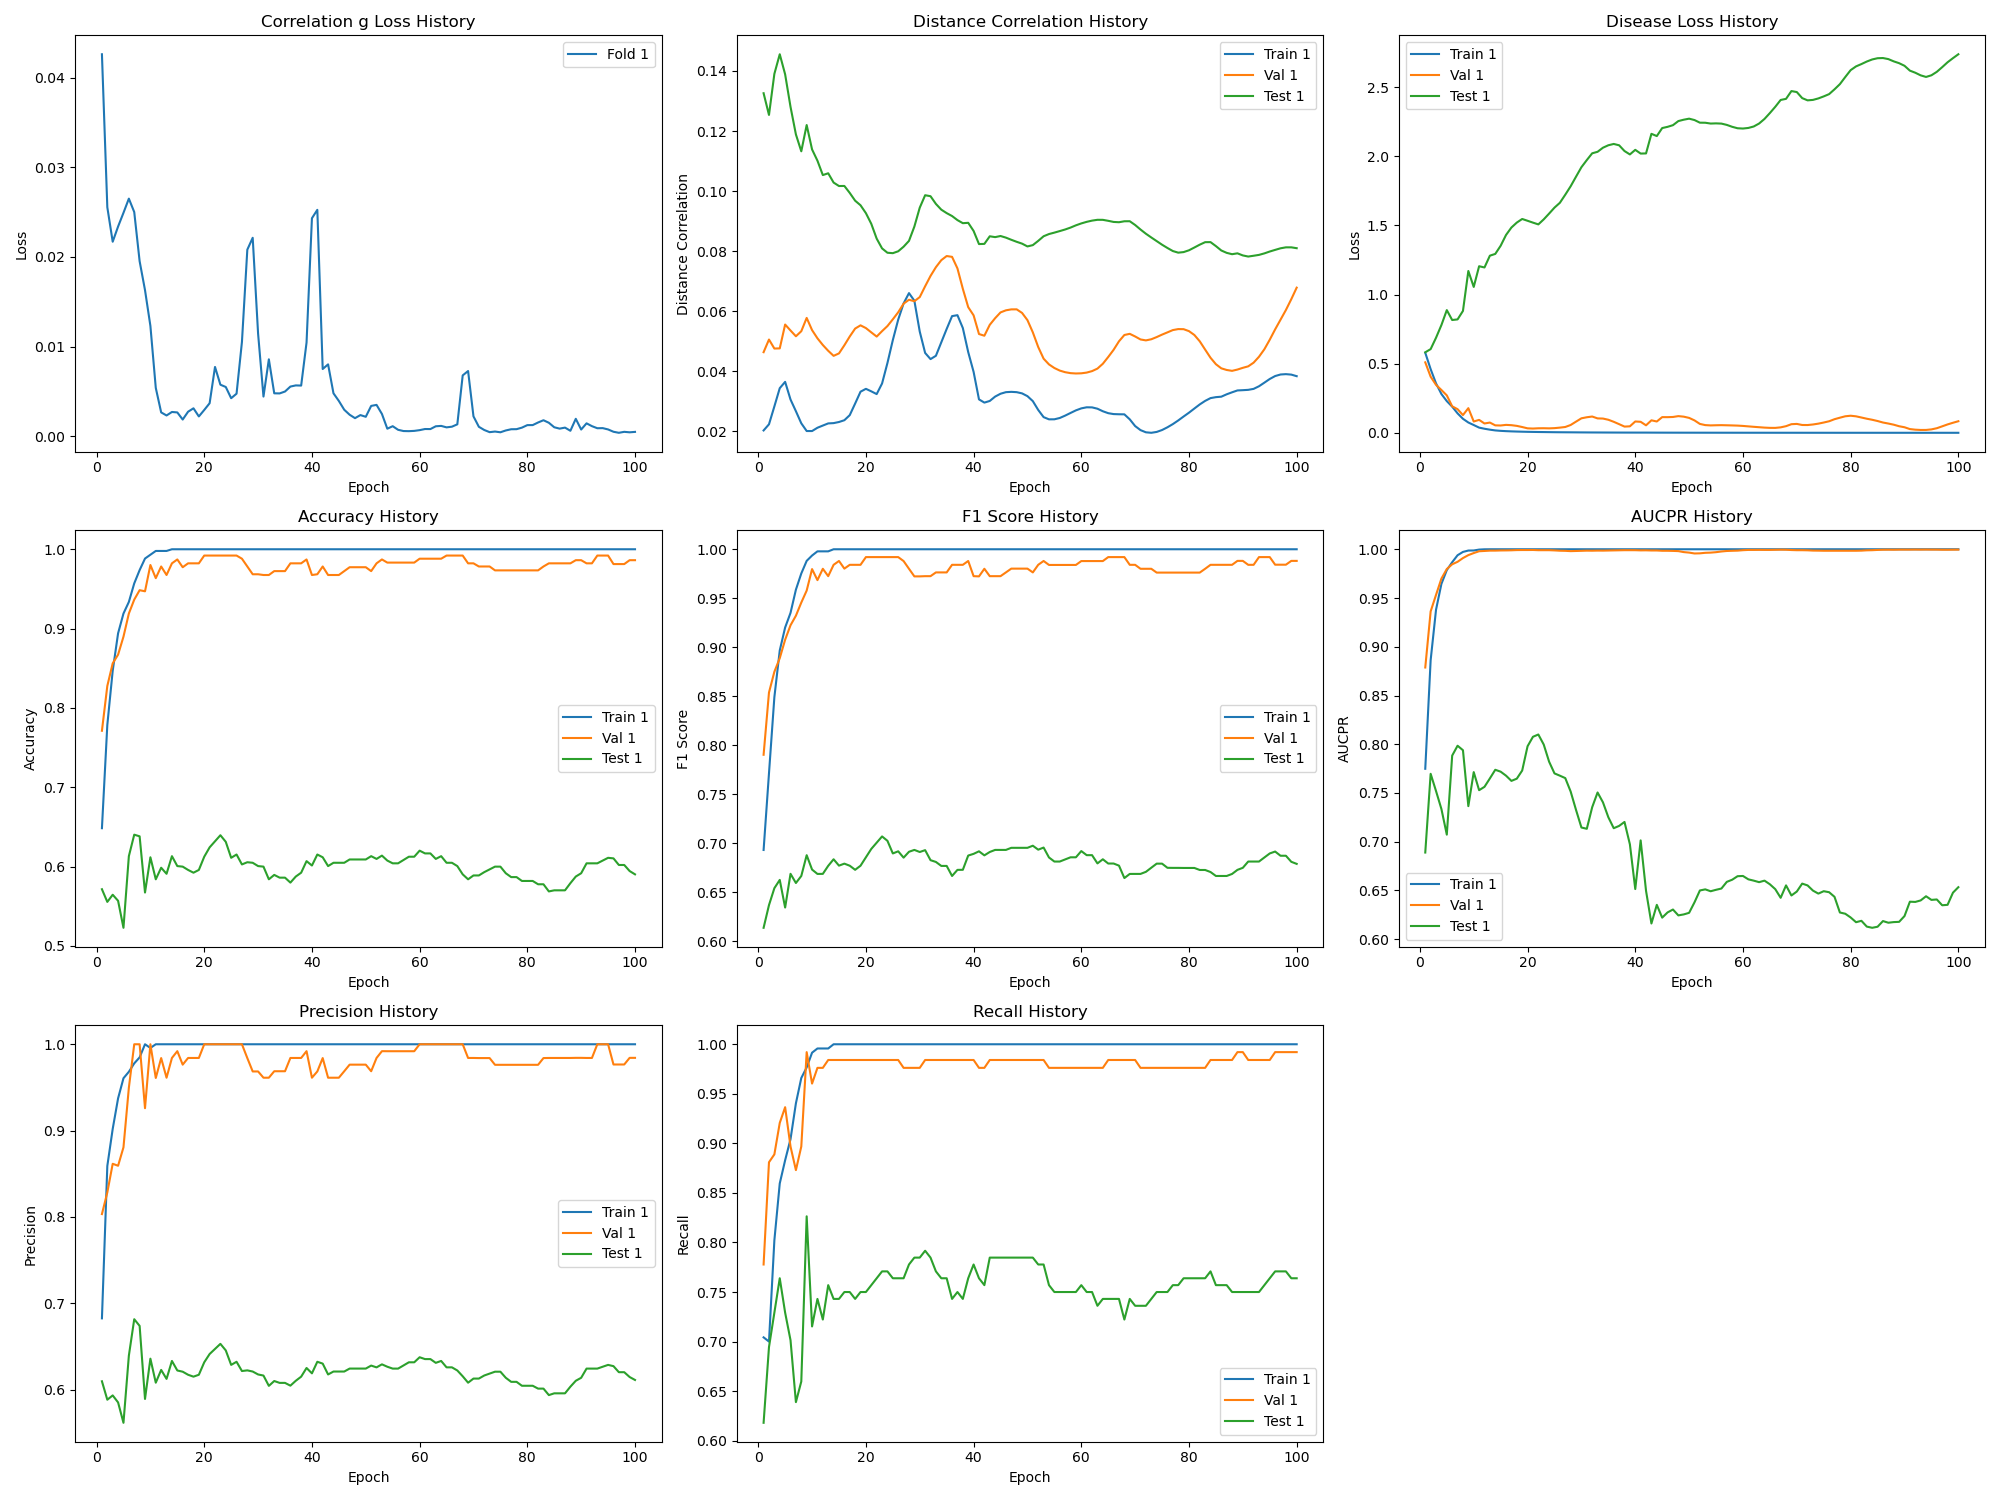 Correlation g Loss History
Loss
0.04
0.03
0.02
0.01
0.00
0 20 40 60 80 100
Epoch
Fold 1
Distance Correlation History
Distance Correlation
0.14
0.12
0.10
0.08
0.06
0.04
0.02
0 20 40 60 80 100
Epoch
Train 1
Val 1
Test 1
Disease Loss History
Loss
2.5
2.0
1.5
1.0
0.5
0.0
0 20 40 60 80 100
Epoch
Train 1
Val 1
Test 1
Accuracy History
Accuracy
1.0
0.9
0.8
0.7
0.6
0.5
0 20 40 60 80 100
Epoch
Train 1
Val 1
Test 1
F1 Score History
F1 Score
1.00
0.95
0.90
0.85
0.80
0.75
0.70
0.65
0.60
0 20 40 60 80 100
Epoch
Train 1
Val 1
Test 1
AUCPR History
AUCPR
1.00
0.95
0.90
0.85
0.80
0.75
0.70
0.65
0.60
0 20 40 60 80 100
Epoch
Train 1
Val 1
Test 1
Precision History
Precision
1.0
0.9
0.8
0.7
0.6
0 20 40 60 80 100
Epoch
Train 1
Val 1
Test 1
Recall History
Recall
1.00
0.95
0.90
0.85
0.80
0.75
0.70
0.65
0.60
0 20 40 60 80 100
Epoch
Train 1
Val 1
Test 1